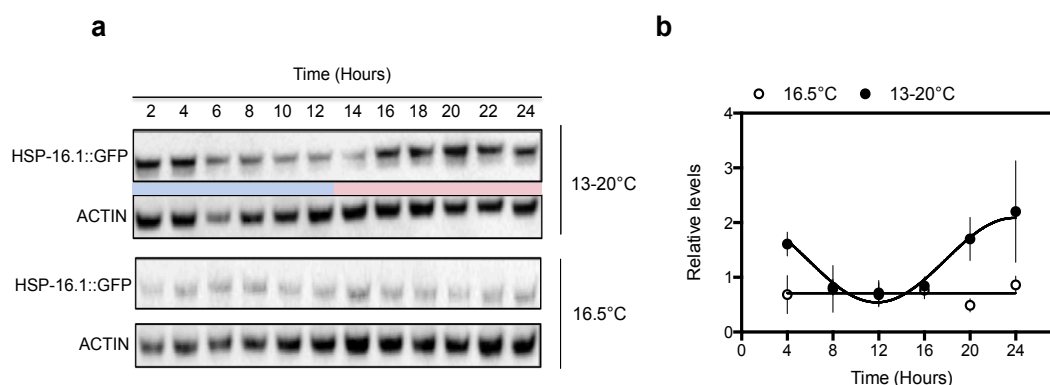 a
Time (Hours)
2 4 6 8 10 12 14 16 18 20 22 24
HSP-16.1::GFP
ACTIN
13-20°C
HSP-16.1::GFP
ACTIN
16.5°C
b
16.5°C 13-20°C
4
3
2
1
0
Relative levels
0 4 8 12 16 20 24
Time (Hours)